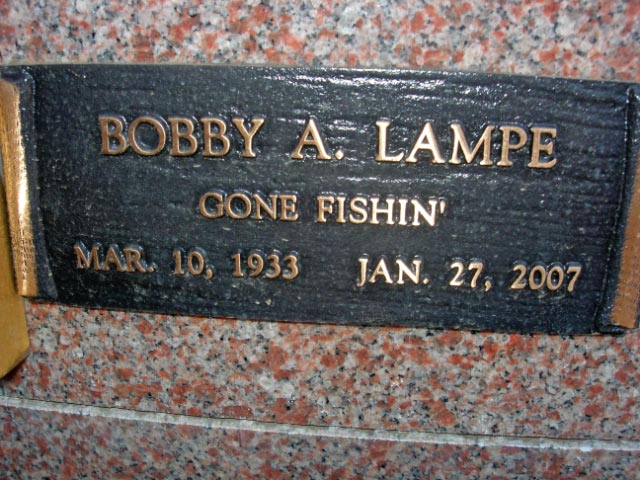 BOBBY A. LAMPE
GONE FISHIN'
MAR. 10, 1933 JAN. 27, 2007